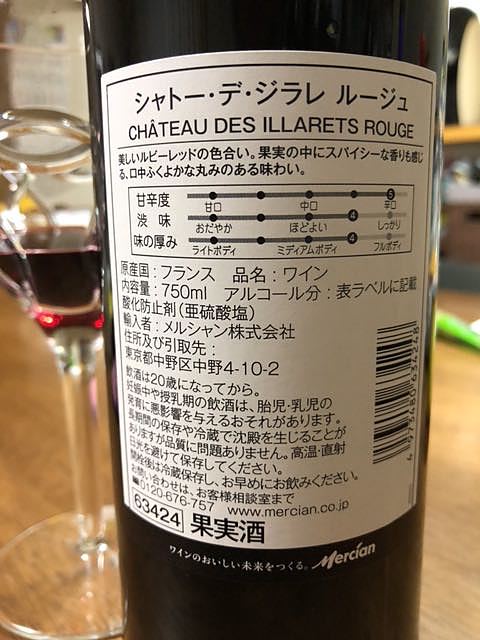 シャトー・デ・ジラレ ルージュ
CHÂTEAU DES ILLARETS ROUGE
美しいルビーレッドの色合い。果実の中にスパイシーな香りも感じ
る、口中ふくよかな丸みのある味わい。
甘辛度 5
甘口 中口 辛口
渋 味 4
おだやか ほどよい しっかり
味の厚み 4
ライトボディ ミディアムボディ フルボディ
原産国：フランス 品名：ワイン
内容量：750ml アルコール分：表ラベルに記載
酸化防止剤(亜硫酸塩)
輸入者：メルシャン株式会社
住所及び引取先：
東京都中野区中野4-10-2
飲酒は20歳になってから。
妊娠中や授乳期の飲酒は、胎児・乳児の
発育に悪影響を与えるおそれがあります。
長期間の保存や冷蔵で沈殿を生じることが
ありますが品質に問題ありません。高温・直射
日光を避けて保存してください。
開栓後は冷蔵保存し、お早めにお飲みください。
お問い合わせは、お客様相談室まで
☎0120-676-757 www.mercian.co.jp
63424 果実酒
ワインのおいしい未来をつくる。 Mercian